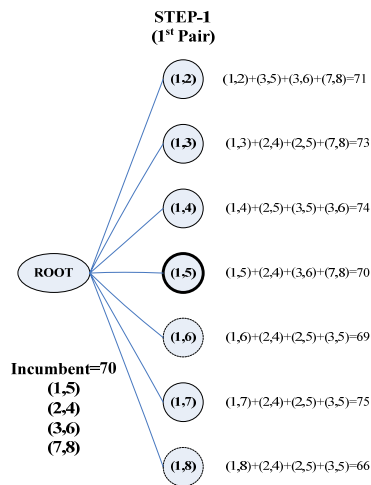 STEP-1
(1st Pair)
(1,2) (1,2)+(3,5)+(3,6)+(7,8)=71
(1,3) (1,3)+(2,4)+(2,5)+(7,8)=73
(1,4) (1,4)+(2,5)+(3,5)+(3,6)=74
ROOT
(1,5) (1,5)+(2,4)+(3,6)+(7,8)=70
(1,6) (1,6)+(2,4)+(2,5)+(3,5)=69
(1,7) (1,7)+(2,4)+(2,5)+(3,5)=75
(1,8) (1,8)+(2,4)+(2,5)+(3,5)=66
Incumbent=70
(1,5)
(2,4)
(3,6)
(7,8)